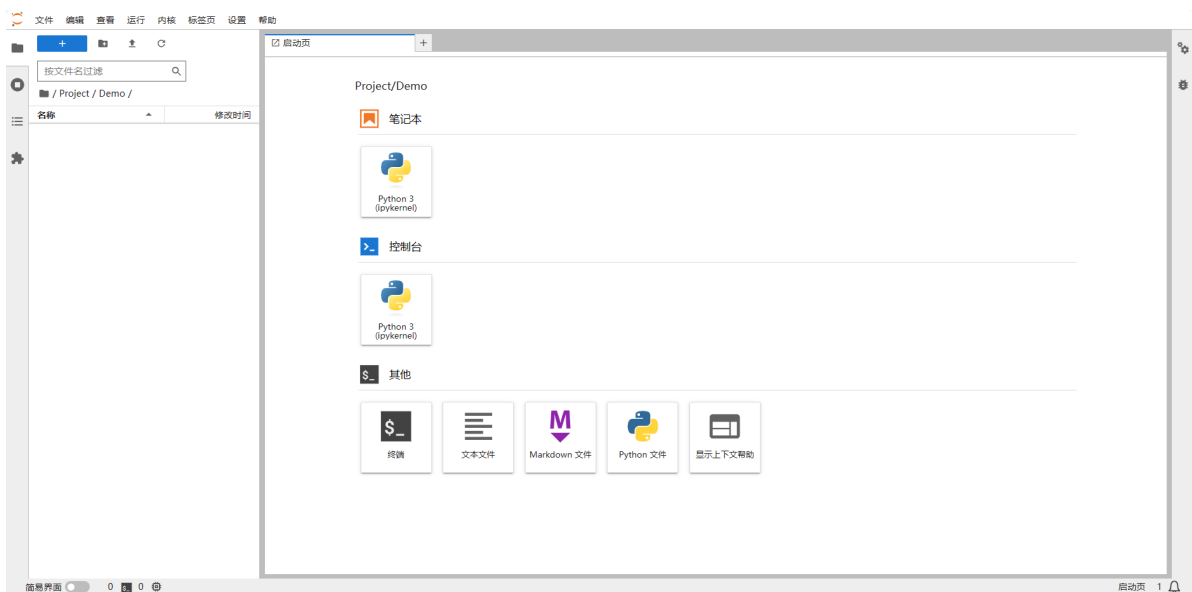 文件 编辑 查看 运行 内核 标签页 设置 帮助
+
启动页 +
按文件名过滤
/ Project / Demo /
名称 修改时间
Project/Demo
笔记本
Python 3
(ipykernel)
>_ 控制台
Python 3
(ipykernel)
$_ 其他
$_
终端
文本文件
M
Markdown 文件
Python 文件
显示上下文帮助
简易界面 0 $_ 0 启动页 1